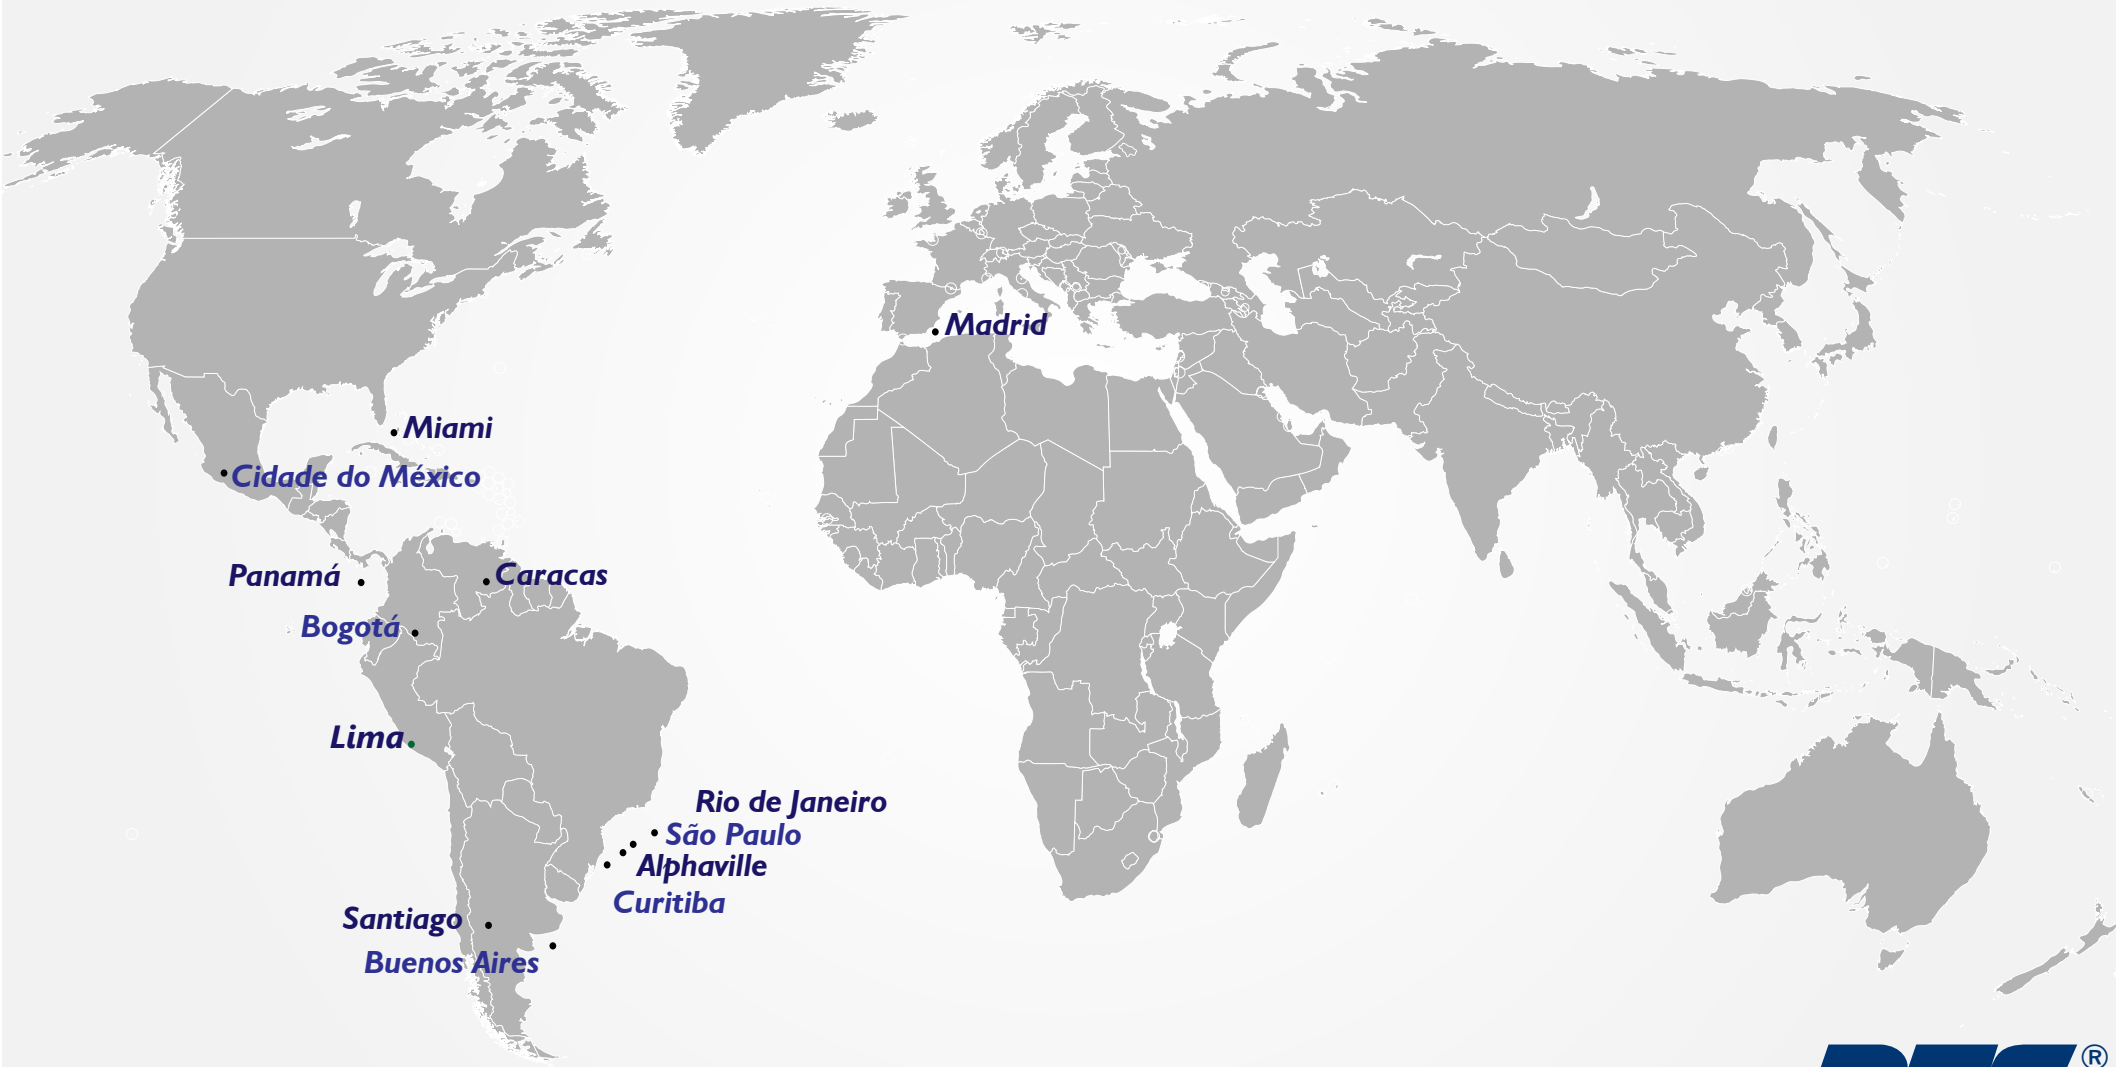 Madrid
Miami
Cidade do México
Panamá
Caracas
Bogotá
Lima
Rio de Janeiro
São Paulo
Alphaville
Curitiba
Santiago
Buenos Aires
®